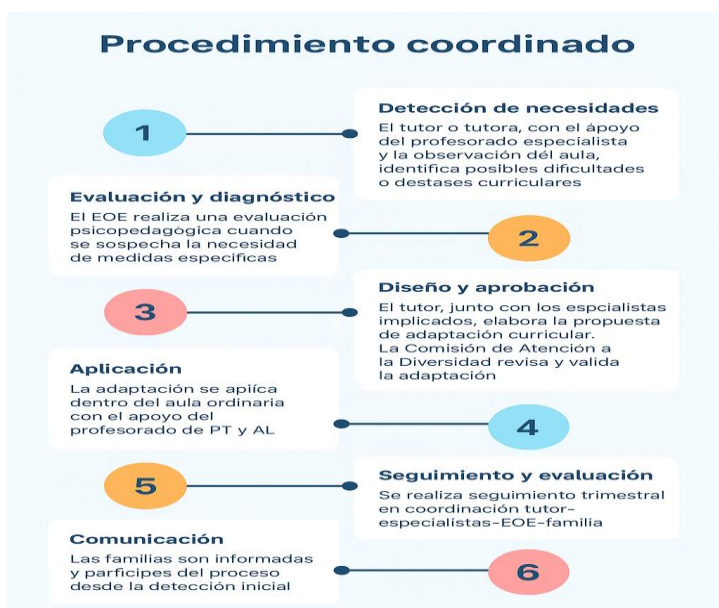 Procedimiento coordinado
1
Detección de necesidades
El tutor o tutora, con el ápoyo
del profesorado especialista
y la observación dél aula,
identifica posibles dificultades
o destases curriculares
Evaluación y diagnóstico
El EOE realiza una evaluación
psicopedagógica cuando
se sospecha la necesidad
de medidas específicas
2
Diseño y aprobación
El tutor, junto con los espcialistas
implicados, elabora la propuesta
de adaptación curricular.
La Comisión de Atención a
la Diversidad revisa y valida
la adaptación
3
Aplicación
La adaptación se apiíca
dentro del aula ordinaria
con el apoyo del
profesorado de PT y AL
4
5
Seguimiento y evaluación
Se realiza seguimiento trimestral
en coordinación tutor-
especialistas-EOE-familia
Comunicación
Las familias son informadas
y parfícipes del proceso
desde la detección inicial
6